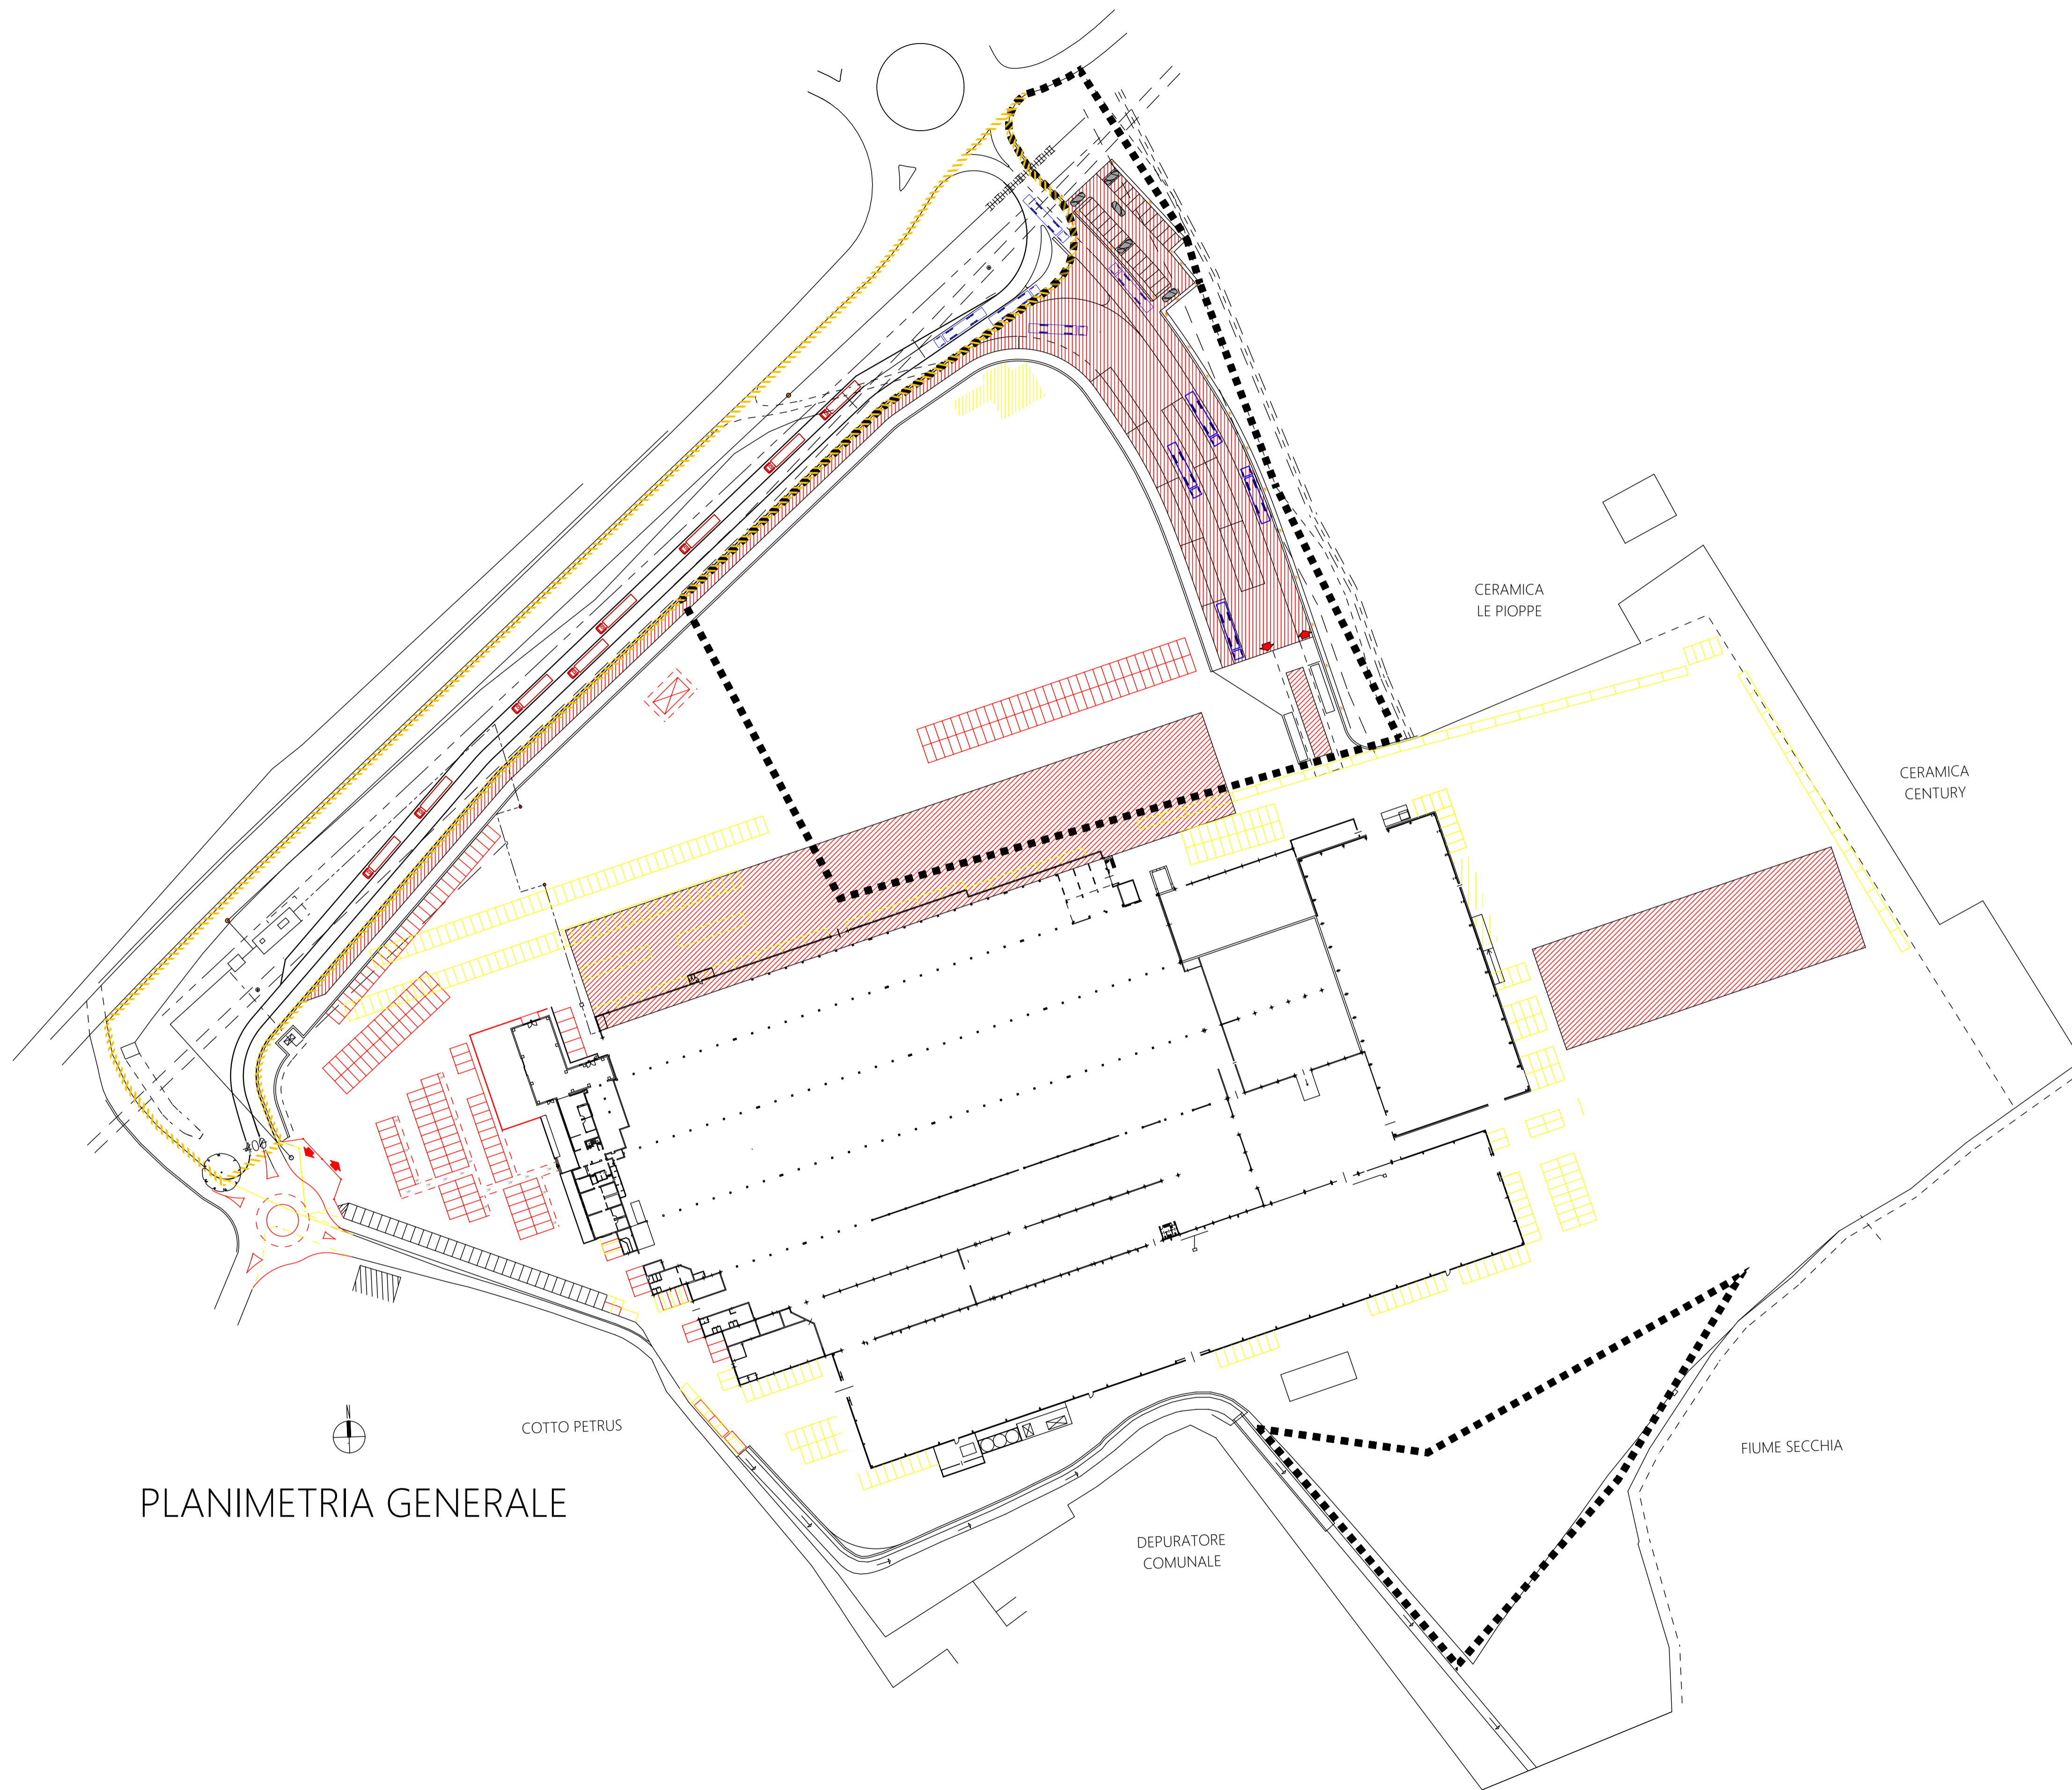 CERAMICA
LE PIOPPE
CERAMICA
CENTURY
N
COTTO PETRUS
FIUME SECCHIA
PLANIMETRIA GENERALE
DEPURATORE
COMUNALE